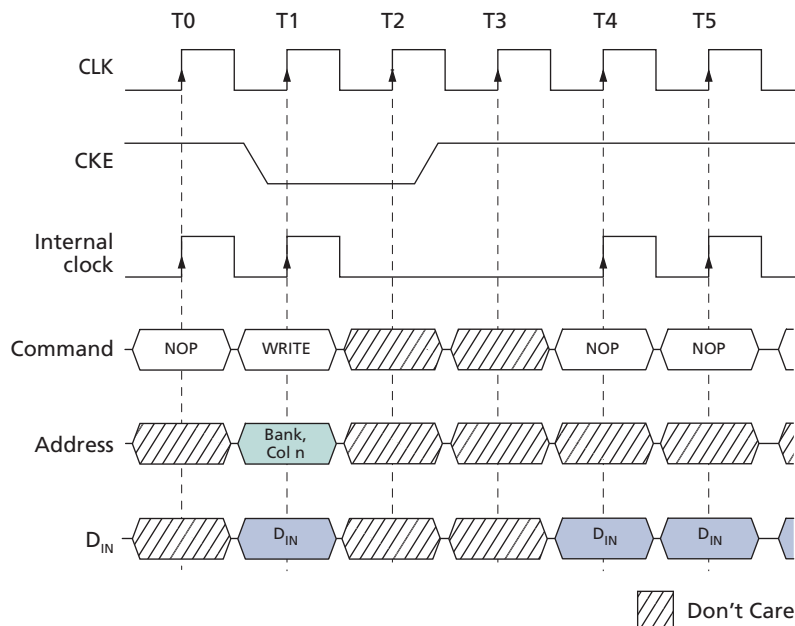 T0 T1 T2 T3 T4 T5
CLK
CKE
Internal
clock
Command NOP WRITE NOP NOP
Address Bank,
Col n
DIN DIN DIN DIN
Don't Care